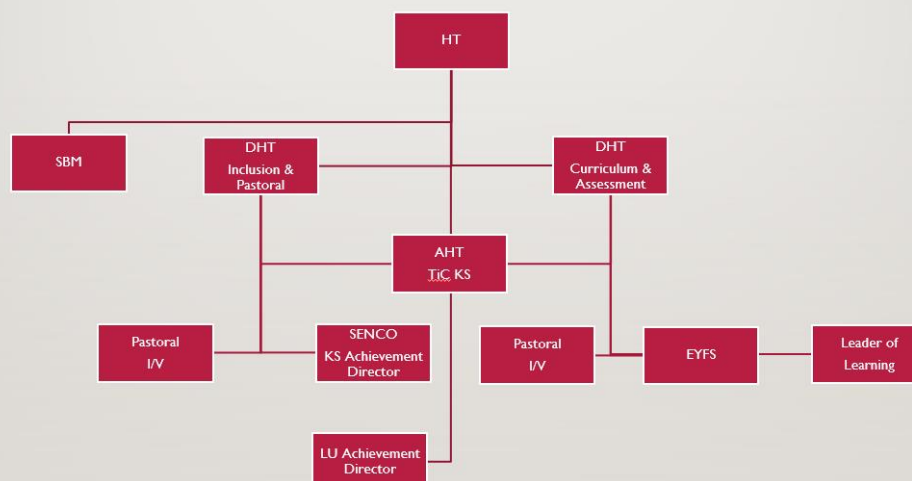 HT
SBM
DHT
Inclusion &
Pastoral
DHT
Curriculum &
Assessment
AHT
TiC KS
Pastoral
I/V
SENCO
KS Achievement
Director
Pastoral
I/V
EYFS
Leader of
Learning
LU Achievement
Director